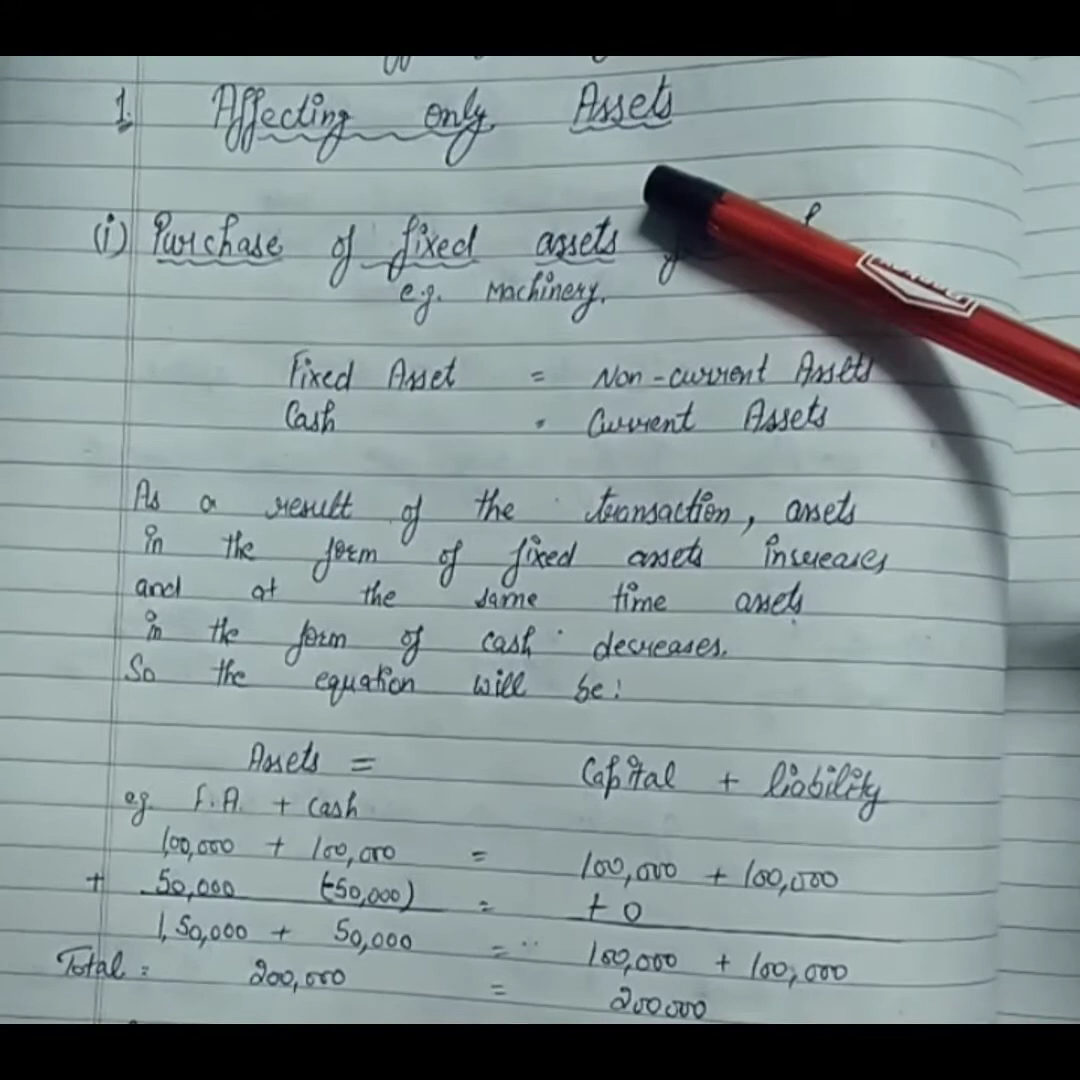 1. Affecting only Assets
(i) Purchase of fixed assets
e.g. Machinery.
Fixed Asset = Non-current Assets
Cash = Current Assets
As a result of the transaction, assets
in the form of fixed assets increases
and at the same time assets
in the form of cash decreases.
So the equation will be:
Assets = Capital + liability
eg. F.A. + cash
1,00,000 + 100,000 = 100,000 + 100,000
+ 50,000 (-50,000) = + 0
1,50,000 + 50,000 = 100,000 + 100,000
Total = 200,000 = 200000